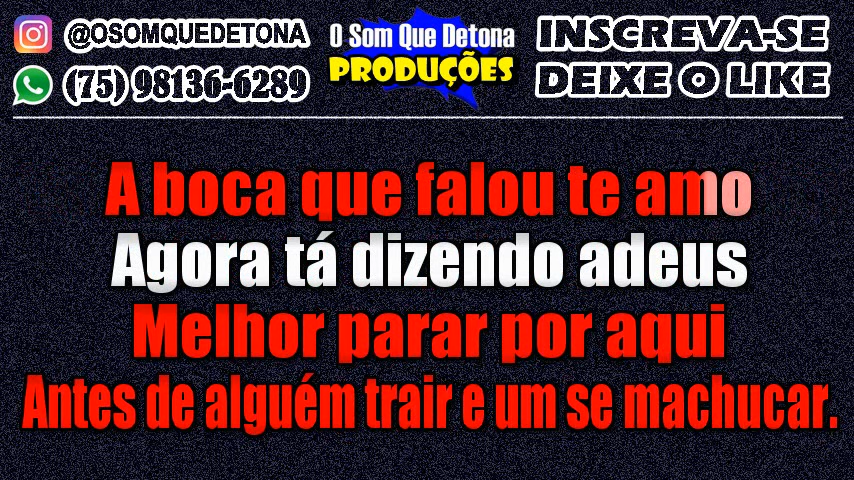 @OSOMQUEDETONA
(75) 98136-6289
O Som Que Detona
PRODUÇÕES
INSCREVA-SE
DEIXE O LIKE
A boca que falou te amo
Agora tá dizendo adeus
Melhor parar por aqui
Antes de alguém trair e um se machucar.